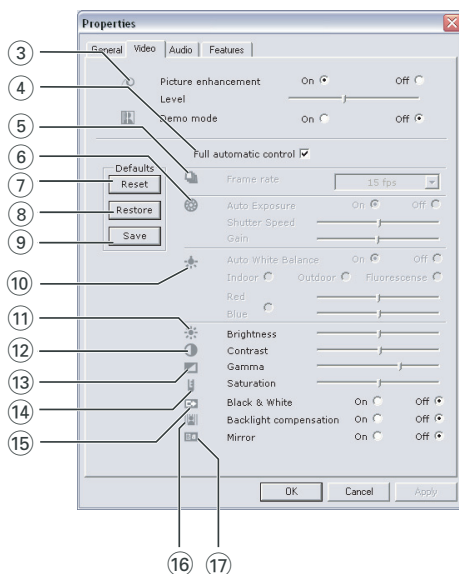 Properties
General Video Audio Features
3 Picture enhancement On Off
Level
4 Demo mode On Off
Full automatic control
5 Frame rate 15 fps
Defaults
6 Auto Exposure On Off
7 Reset Shutter Speed
8 Restore Gain
9 Save
10 Auto White Balance On Off
Indoor Outdoor Fluorescense
Red
Blue
11 Brightness
12 Contrast
13 Gamma
14 Saturation
15 Black & White On Off
16 Backlight compensation On Off
17 Mirror On Off
OK Cancel Apply